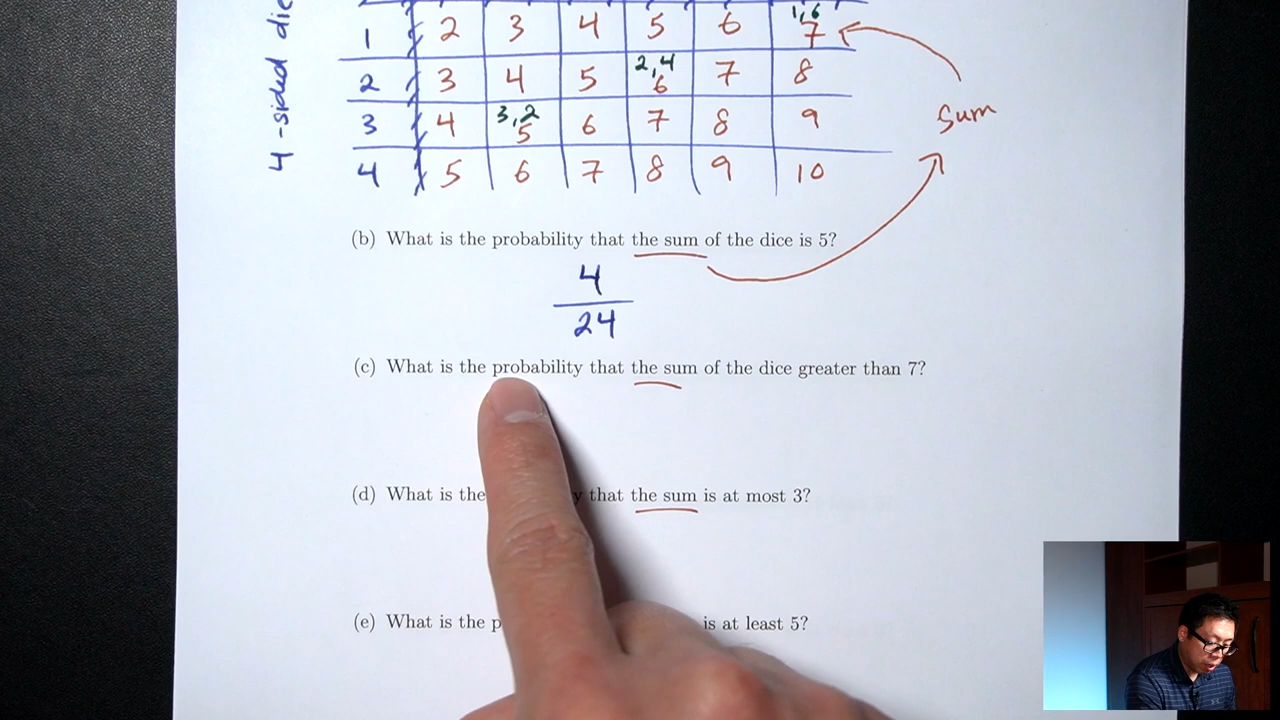 4-sided die
1 2 3 4 5 6 1,6 7
2 3 4 5 2,4 6 7 8
3 4 3,2 5 6 7 8 9
4 5 6 7 8 9 10
Sum
(b) What is the probability that the sum of the dice is 5?
4
24
(c) What is the probability that the sum of the dice greater than 7?
(d) What is the y that the sum is at most 3?
(e) What is the p is at least 5?